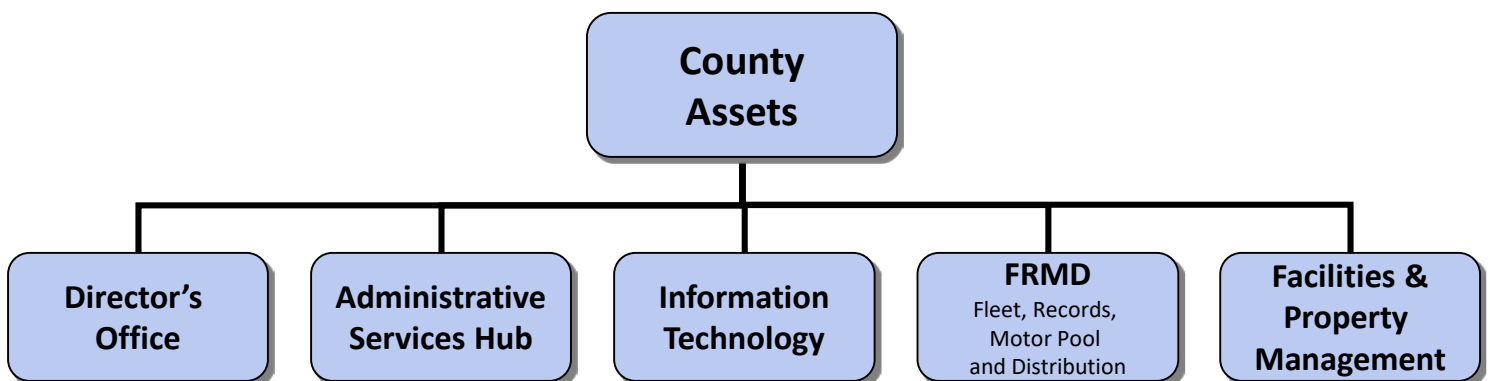 County
Assets
Director’s
Office
Administrative
Services Hub
Information
Technology
FRMD
Fleet, Records,
Motor Pool
and Distribution
Facilities &
Property
Management